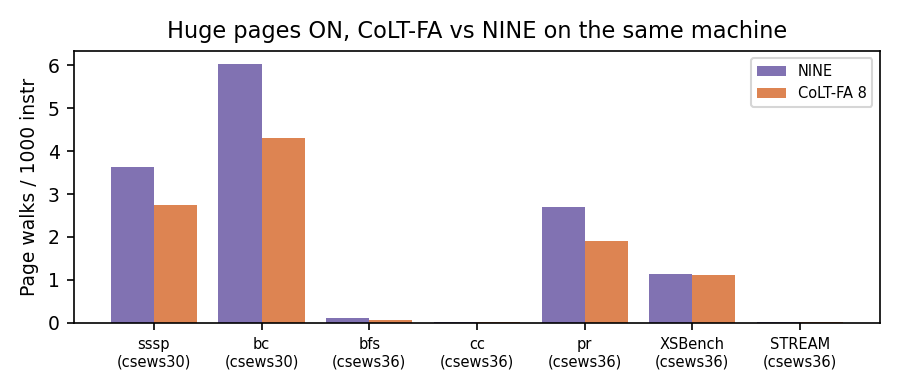 Huge pages ON, CoLT-FA vs NINE on the same machine
Page walks / 1000 instr
6
5
4
3
2
1
0
NINE
CoLT-FA 8
sssp
(csews30)
bc
(csews30)
bfs
(csews36)
cc
(csews36)
pr
(csews36)
XSBench
(csews36)
STREAM
(csews36)